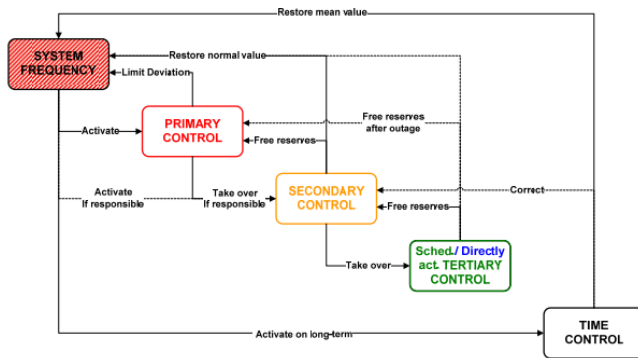 Restore mean value
SYSTEM
FREQUENCY
Restore normal value
Limit Deviation
PRIMARY
CONTROL
Activate
Free reserves
after outage
Free reserves
Activate
If responsible
Take over
If responsible
SECONDARY
CONTROL
Correct
Free reserves
Take over
Sched./ Directly
act. TERTIARY
CONTROL
Activate on long-term
TIME
CONTROL